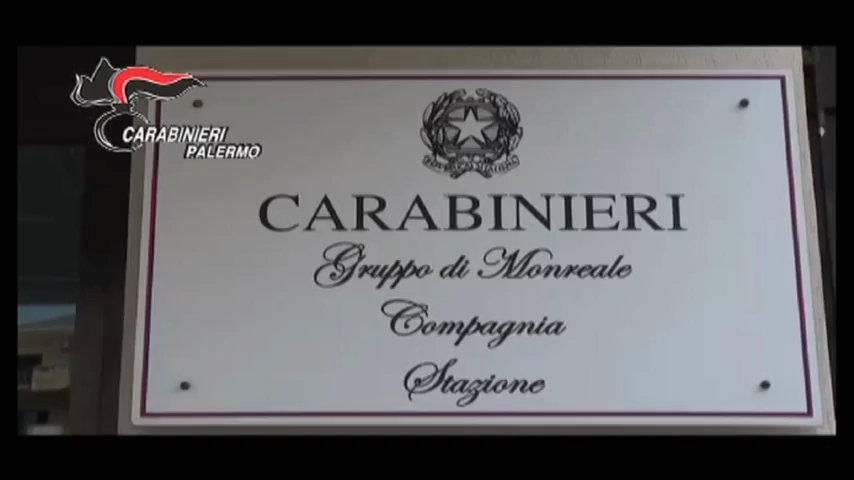 CARABINIERI
PALERMO
CARABINIERI
Gruppo di Monreale
Compagnia
Stazione